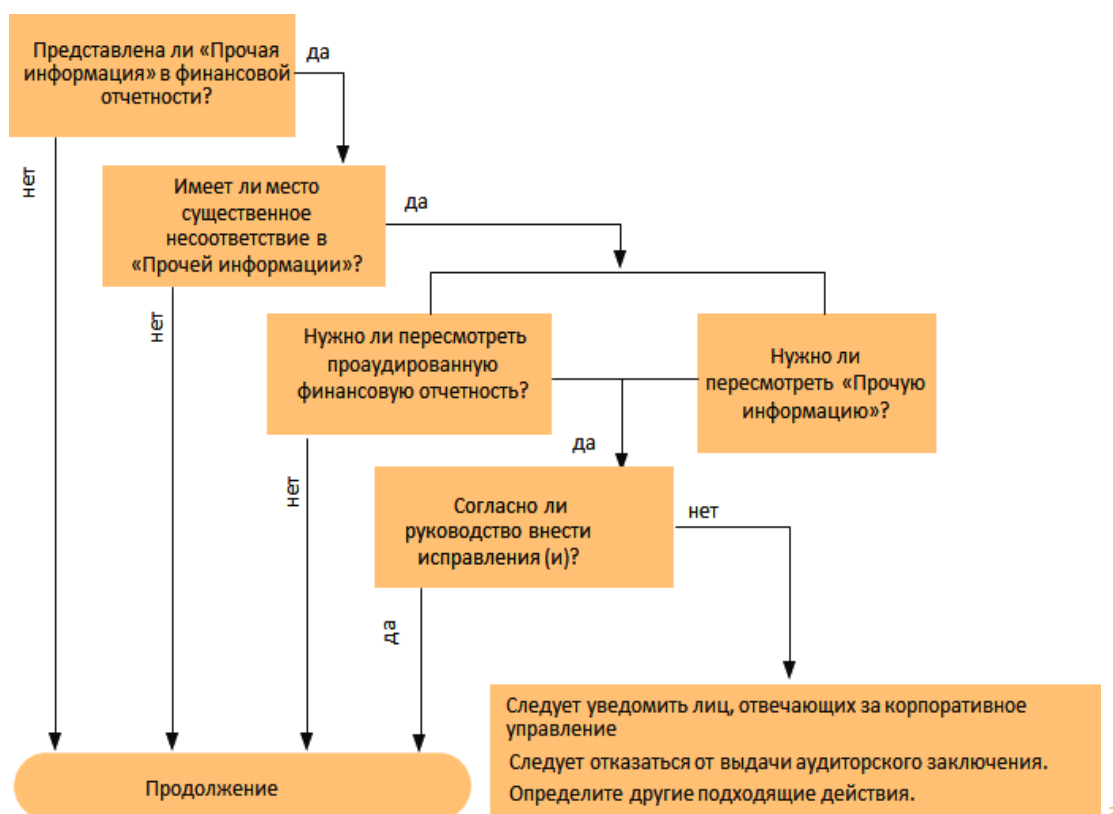 Представлена ли «Прочая
информация» в финансовой
отчетности?
да
нет
Имеет ли место
существенное
несоответствие в
«Прочей информации»?
да
нет
Нужно ли пересмотреть
проаудированную
финансовую отчетность?
Нужно ли
пересмотреть «Прочую
информацию»?
да
нет
Согласно ли
руководство внести
исправления (и)?
нет
да
Следует уведомить лиц, отвечающих за корпоративное
управление
Следует отказаться от выдачи аудиторского заключения.
Определите другие подходящие действия.
Продолжение